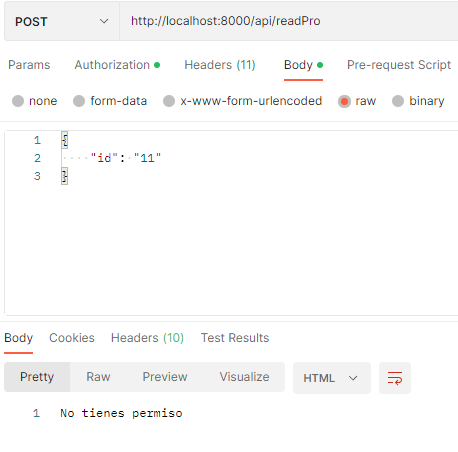 POST http://localhost:8000/api/readPro
Params Authorization Headers (11) Body Pre-request Script
none form-data x-www-form-urlencoded raw binary
1 {
2 "id": "11"
3 }
Body Cookies Headers (10) Test Results
Pretty Raw Preview Visualize HTML
1 No tienes permiso